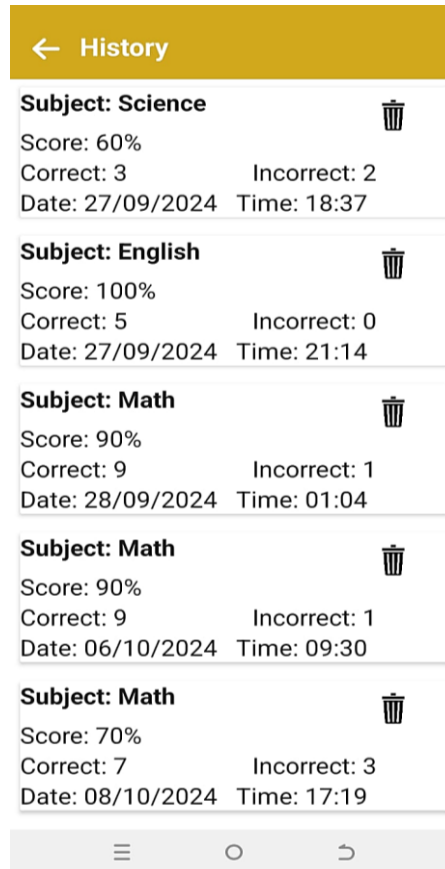 History
Subject: Science
Score: 60%
Correct: 3 Incorrect: 2
Date: 27/09/2024 Time: 18:37
Subject: English
Score: 100%
Correct: 5 Incorrect: 0
Date: 27/09/2024 Time: 21:14
Subject: Math
Score: 90%
Correct: 9 Incorrect: 1
Date: 28/09/2024 Time: 01:04
Subject: Math
Score: 90%
Correct: 9 Incorrect: 1
Date: 06/10/2024 Time: 09:30
Subject: Math
Score: 70%
Correct: 7 Incorrect: 3
Date: 08/10/2024 Time: 17:19